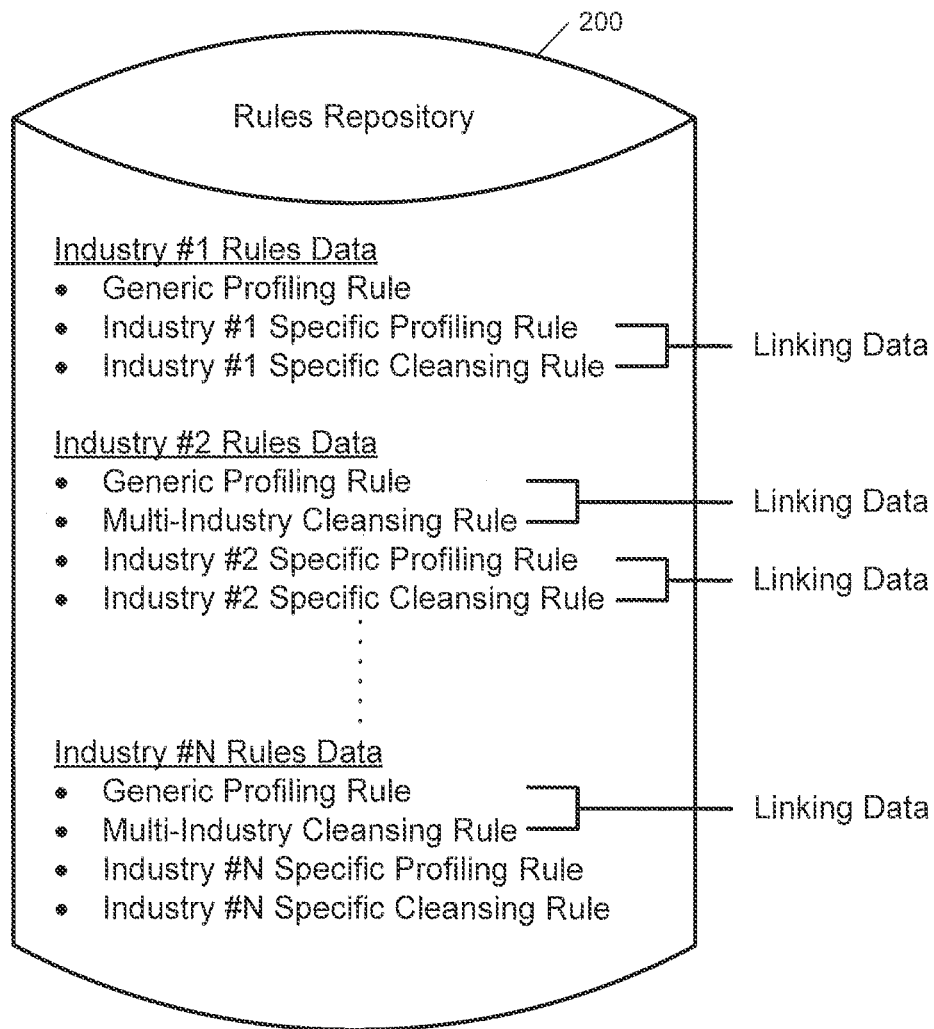 200
Rules Repository
Industry #1 Rules Data
• Generic Profiling Rule
• Industry #1 Specific Profiling Rule
• Industry #1 Specific Cleansing Rule
Linking Data
Industry #2 Rules Data
• Generic Profiling Rule
• Multi-Industry Cleansing Rule
Linking Data
• Industry #2 Specific Profiling Rule
• Industry #2 Specific Cleansing Rule
Linking Data
Industry #N Rules Data
• Generic Profiling Rule
• Multi-Industry Cleansing Rule
Linking Data
• Industry #N Specific Profiling Rule
• Industry #N Specific Cleansing Rule